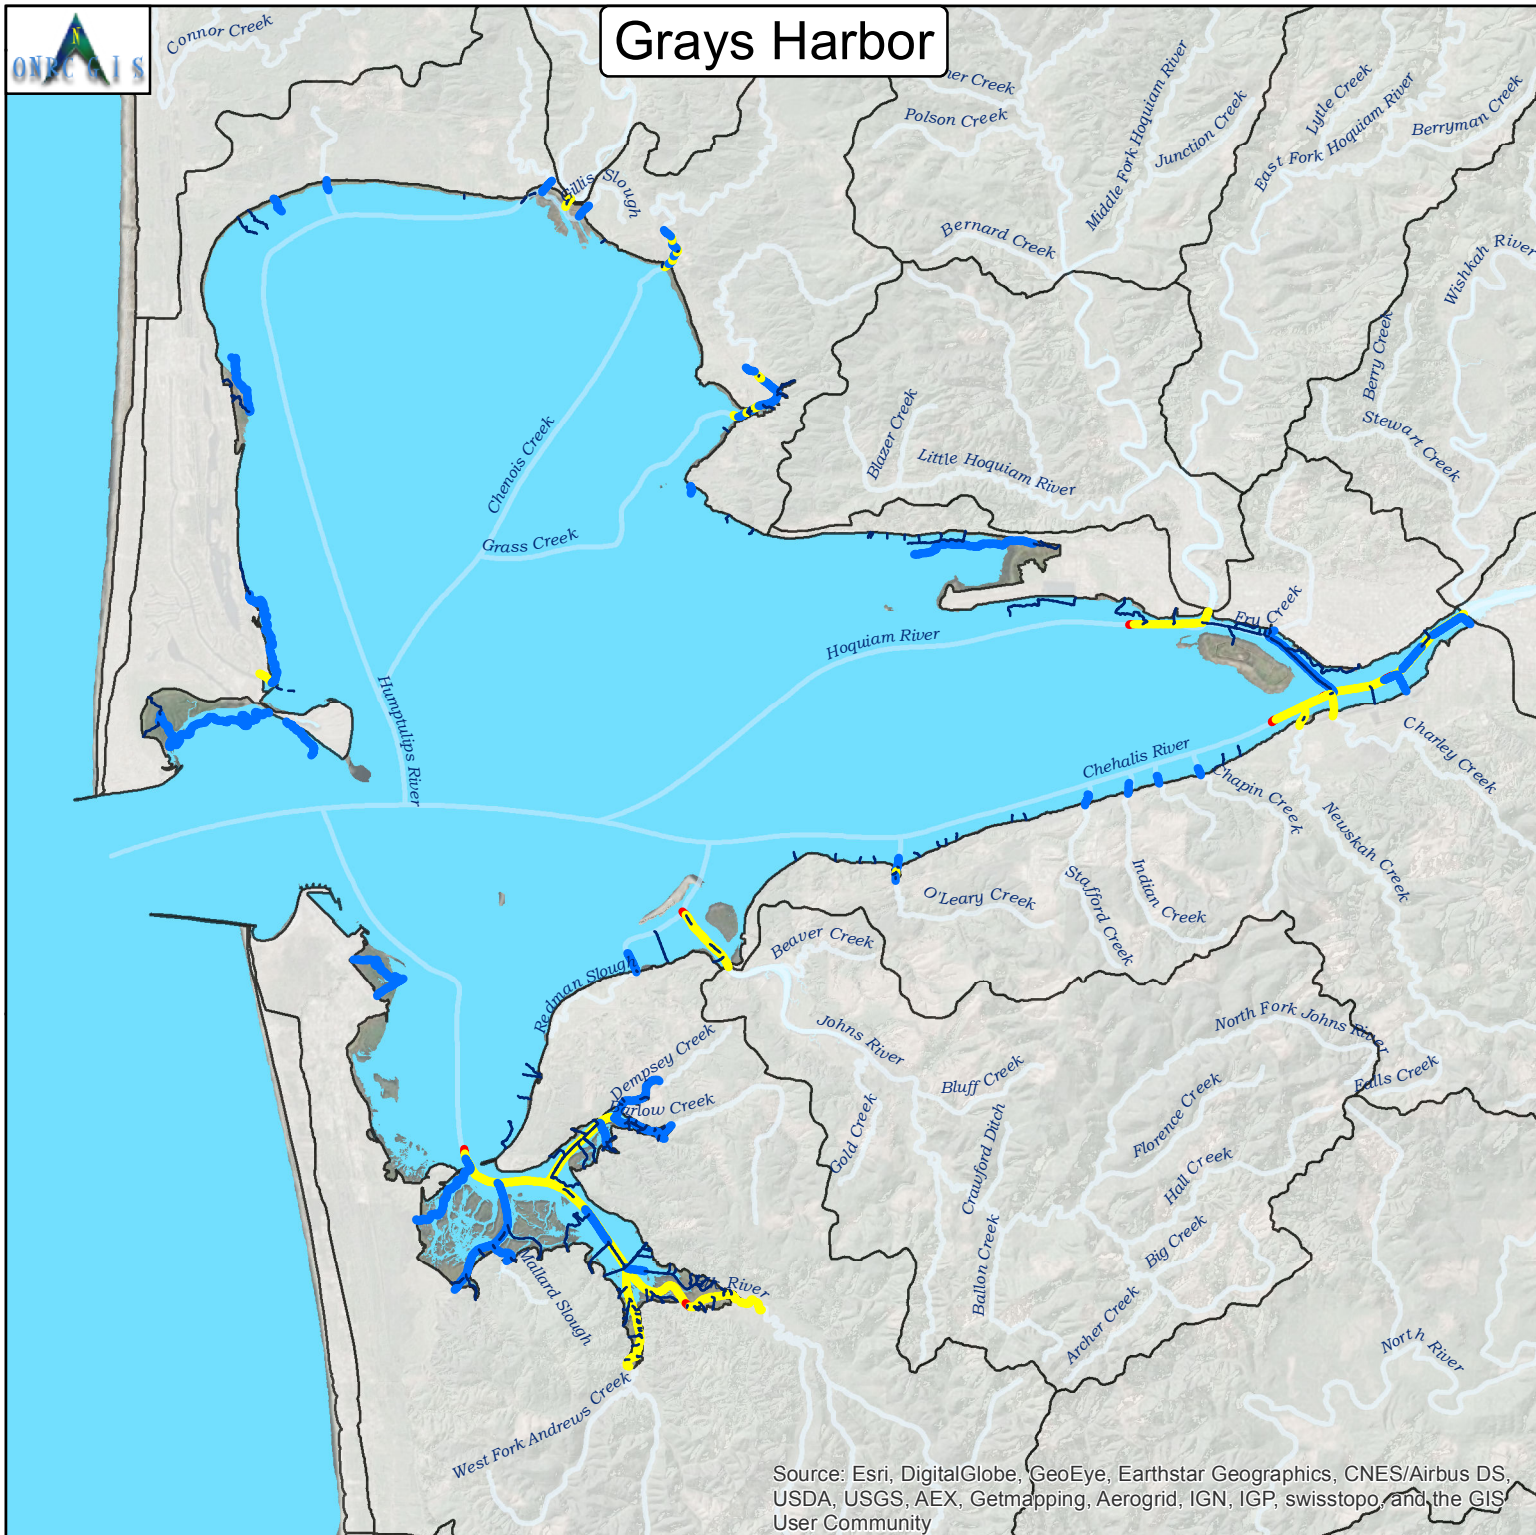 Grays Harbor
N
ONRC GIS
Connor Creek
Polson Creek
Creek
Middle Fork Hoquiam River
Junction Creek
Lytle Creek
East Fork Hoquiam River
Berryman Creek
Slough
Bernard Creek
Wishkah River
Berry Creek
Stewart Creek
Blazer Creek
Little Hoquiam River
Chenois Creek
Grass Creek
Fry Creek
Hoquiam River
Humptulips River
Chehalis River
Charley Creek
Chapin Creek
Newskah Creek
Indian Creek
Stafford Creek
O'Leary Creek
Beaver Creek
Redman Slough
Johns River
North Fork Johns River
Dempsey Creek
Barlow Creek
Bluff Creek
Falls Creek
Florence Creek
Gold Creek
Crawford Ditch
Hall Creek
Big Creek
Ballon Creek
Archer Creek
Mallard Slough
River
North River
West Fork Andrews Creek
Source: Esri, DigitalGlobe, GeoEye, Earthstar Geographics, CNES/Airbus DS,
USDA, USGS, AEX, Getmapping, Aerogrid, IGN, IGP, swisstopo, and the GIS
User Community